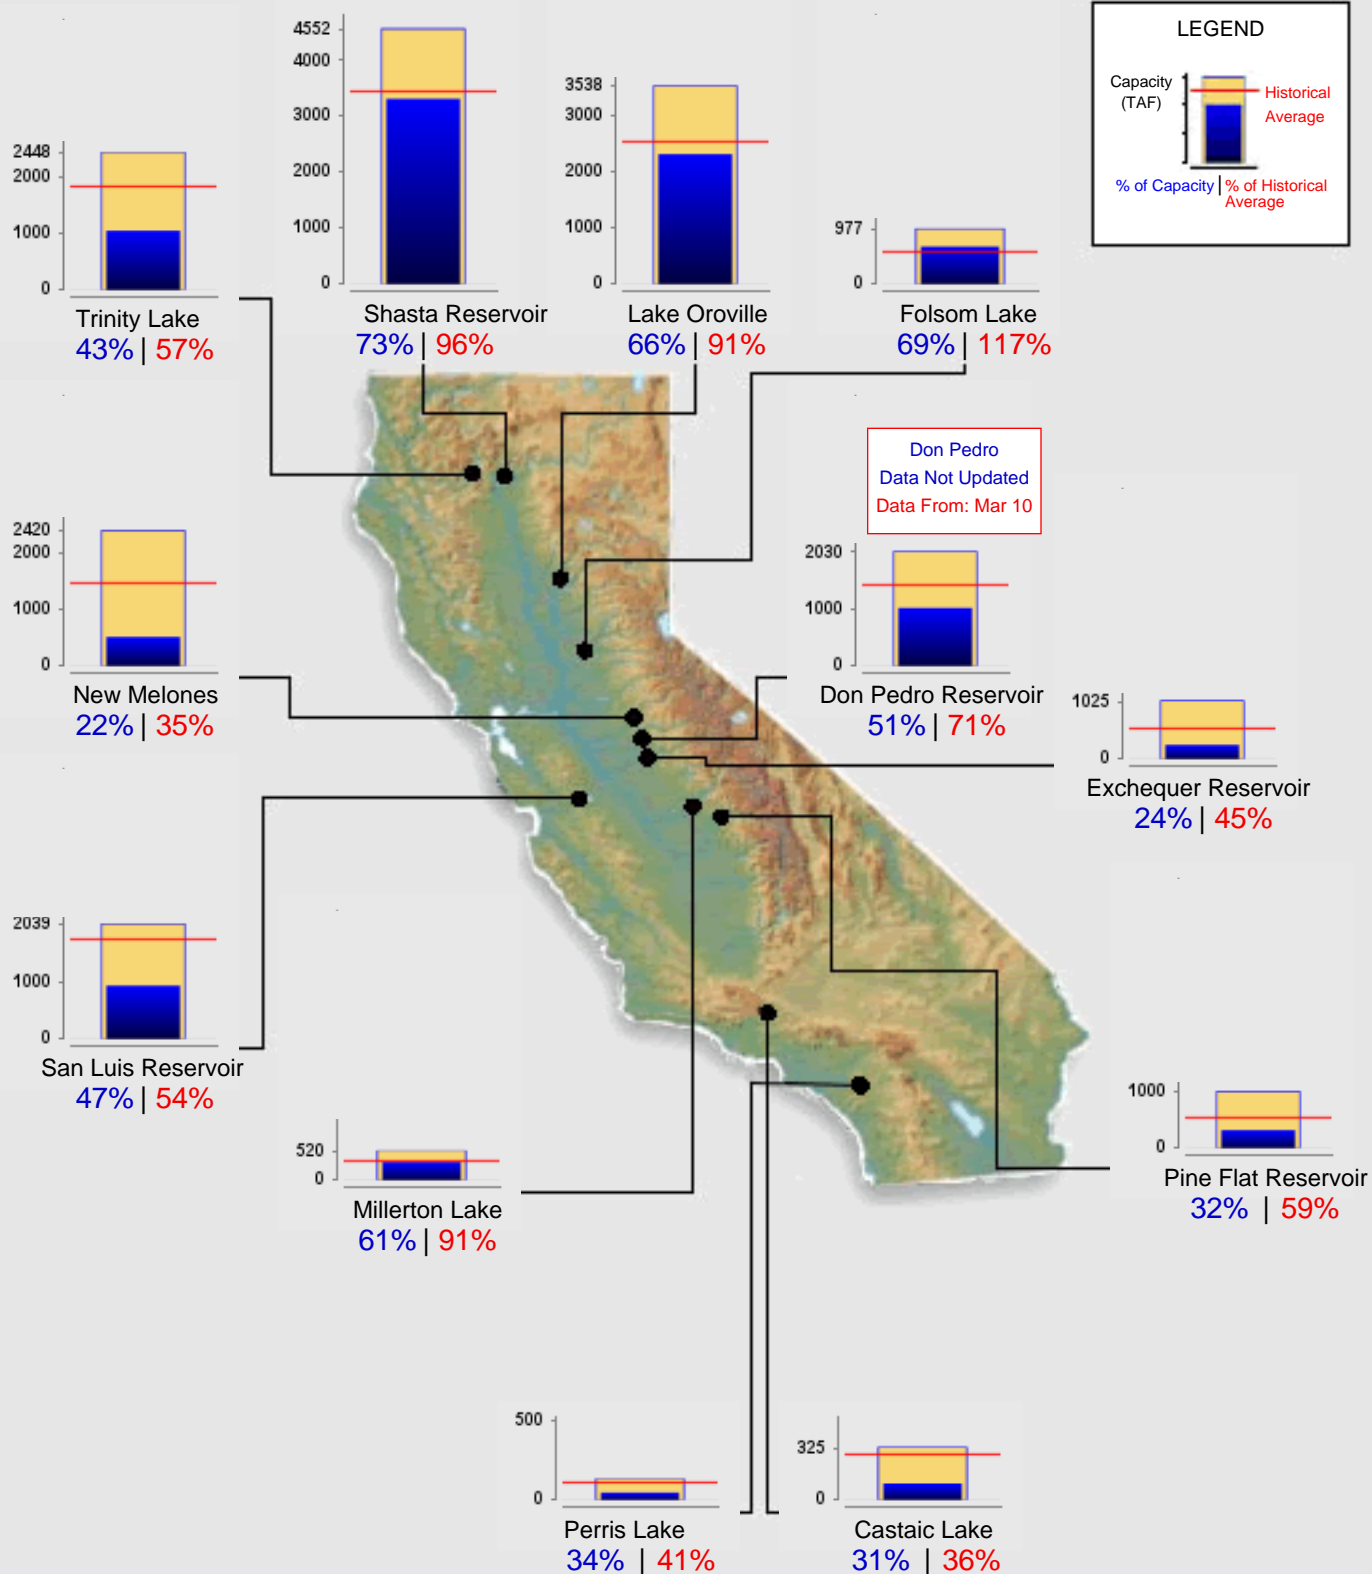 LEGEND
Capacity
(TAF)
Historical
Average
% of Capacity | % of Historical
Average
2448
2000
1000
0
Trinity Lake
43% | 57%
4552
4000
3000
2000
1000
0
Shasta Reservoir
73% | 96%
3538
3000
2000
1000
0
Lake Oroville
66% | 91%
977
0
Folsom Lake
69% | 117%
2420
2000
1000
0
New Melones
22% | 35%
Don Pedro
Data Not Updated
Data From: Mar 10
2030
1000
0
Don Pedro Reservoir
51% | 71%
1025
0
Exchequer Reservoir
24% | 45%
2039
1000
0
San Luis Reservoir
47% | 54%
520
0
Millerton Lake
61% | 91%
1000
0
Pine Flat Reservoir
32% | 59%
500
0
Perris Lake
34% | 41%
325
0
Castaic Lake
31% | 36%